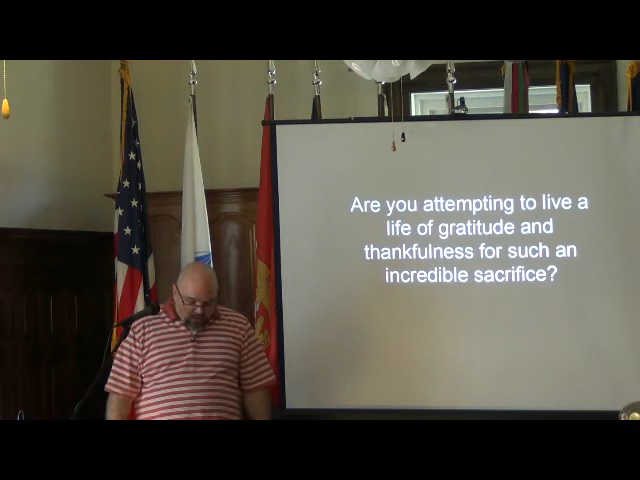 Are you attempting to live a
life of gratitude and
thankfulness for such an
incredible sacrifice?